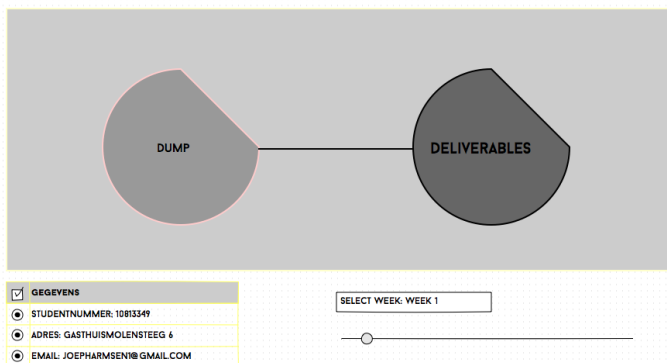 DUMP
DELIVERABLES
GEGEVENS
STUDENTNUMMER: 10813349
ADRES: GASTHUISMOLENSTEEG 6
EMAIL: JOEPHARMSEN1@GMAIL.COM
SELECT WEEK: WEEK 1